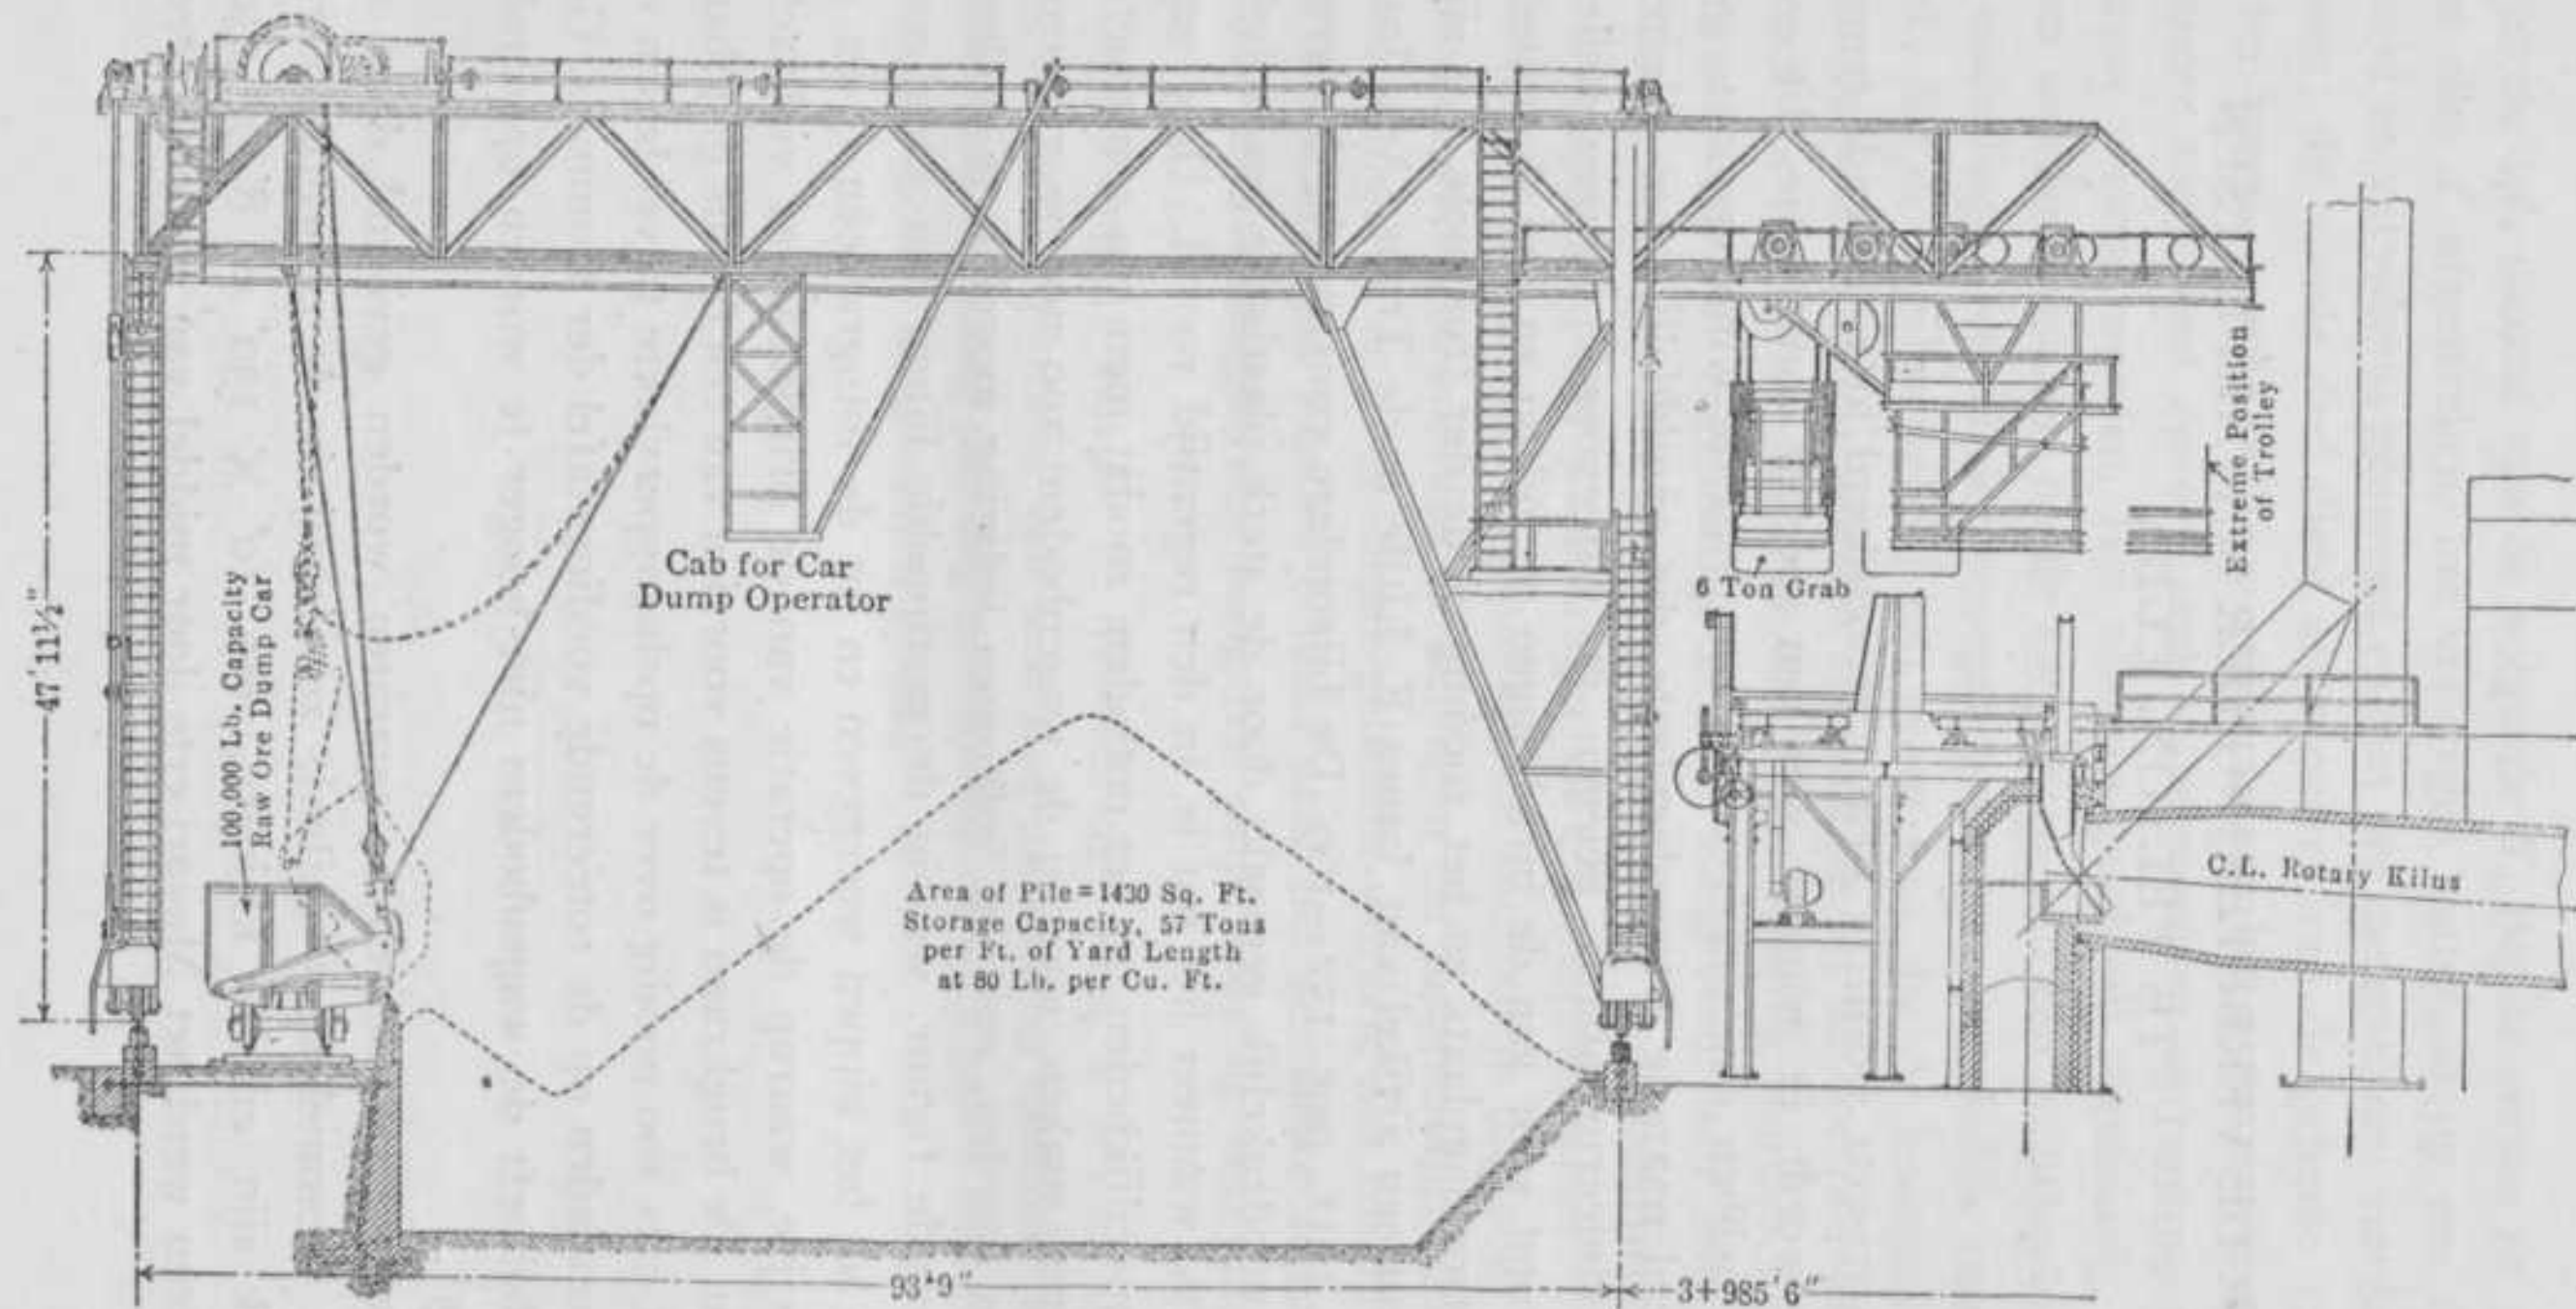 47' 11½"
100,000 Lb. Capacity
Raw Ore Dump Car
Cab for Car
Dump Operator
Area of Pile=1430 Sq. Ft.
Storage Capacity, 57 Tons
per Ft. of Yard Length
at 80 Lb. per Cu. Ft.
6 Ton Grab
Extreme Position
of Trolley
C.L. Rotary Kilns
93'9"
3+985'6"